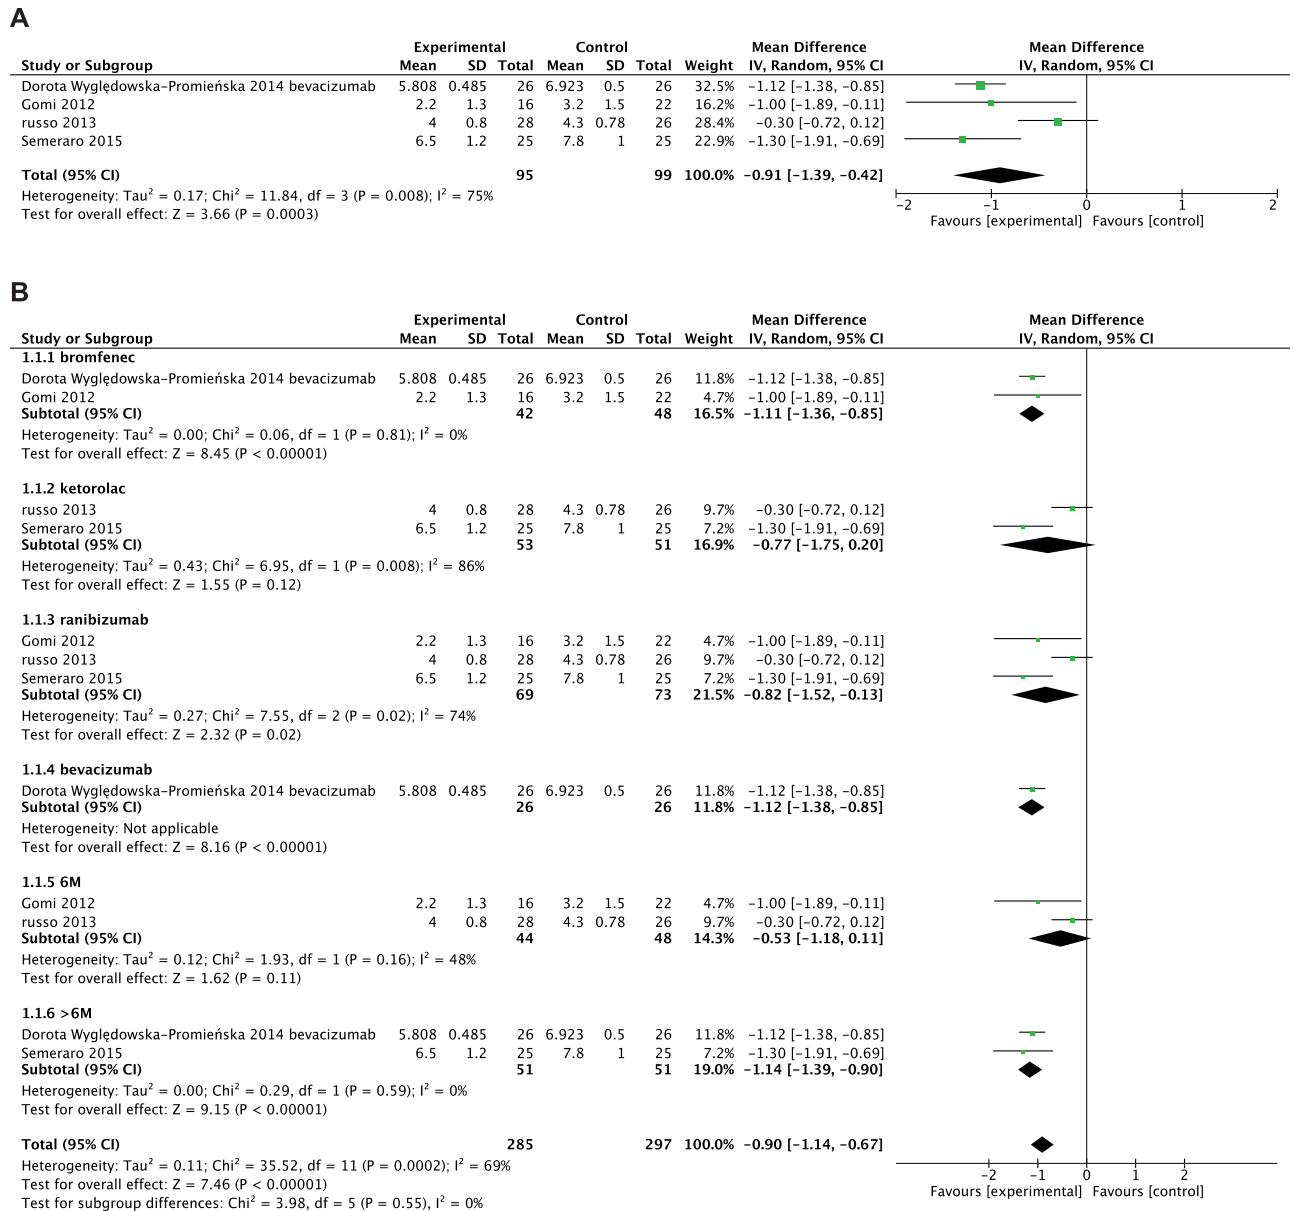 A
Experimental Control Mean Difference Mean Difference
Study or Subgroup Mean SD Total Mean SD Total Weight IV, Random, 95% CI IV, Random, 95% CI
Dorota Wyględowska–Promieńska 2014 bevacizumab 5.808 0.485 26 6.923 0.5 26 32.5% −1.12 [−1.38, −0.85]
Gomi 2012 2.2 1.3 16 3.2 1.5 22 16.2% −1.00 [−1.89, −0.11]
russo 2013 4 0.8 28 4.3 0.78 26 28.4% −0.30 [−0.72, 0.12]
Semeraro 2015 6.5 1.2 25 7.8 1 25 22.9% −1.30 [−1.91, −0.69]
Total (95% CI) 95 99 100.0% −0.91 [−1.39, −0.42]
Heterogeneity: Tau² = 0.17; Chi² = 11.84, df = 3 (P = 0.008); I² = 75%
Test for overall effect: Z = 3.66 (P = 0.0003)
−2 −1 0 1 2
Favours [experimental] Favours [control]
B
Experimental Control Mean Difference Mean Difference
Study or Subgroup Mean SD Total Mean SD Total Weight IV, Random, 95% CI IV, Random, 95% CI
1.1.1 bromfenec
Dorota Wyględowska–Promieńska 2014 bevacizumab 5.808 0.485 26 6.923 0.5 26 11.8% −1.12 [−1.38, −0.85]
Gomi 2012 2.2 1.3 16 3.2 1.5 22 4.7% −1.00 [−1.89, −0.11]
Subtotal (95% CI) 42 48 16.5% −1.11 [−1.36, −0.85]
Heterogeneity: Tau² = 0.00; Chi² = 0.06, df = 1 (P = 0.81); I² = 0%
Test for overall effect: Z = 8.45 (P < 0.00001)
1.1.2 ketorolac
russo 2013 4 0.8 28 4.3 0.78 26 9.7% −0.30 [−0.72, 0.12]
Semeraro 2015 6.5 1.2 25 7.8 1 25 7.2% −1.30 [−1.91, −0.69]
Subtotal (95% CI) 53 51 16.9% −0.77 [−1.75, 0.20]
Heterogeneity: Tau² = 0.43; Chi² = 6.95, df = 1 (P = 0.008); I² = 86%
Test for overall effect: Z = 1.55 (P = 0.12)
1.1.3 ranibizumab
Gomi 2012 2.2 1.3 16 3.2 1.5 22 4.7% −1.00 [−1.89, −0.11]
russo 2013 4 0.8 28 4.3 0.78 26 9.7% −0.30 [−0.72, 0.12]
Semeraro 2015 6.5 1.2 25 7.8 1 25 7.2% −1.30 [−1.91, −0.69]
Subtotal (95% CI) 69 73 21.5% −0.82 [−1.52, −0.13]
Heterogeneity: Tau² = 0.27; Chi² = 7.55, df = 2 (P = 0.02); I² = 74%
Test for overall effect: Z = 2.32 (P = 0.02)
1.1.4 bevacizumab
Dorota Wyględowska–Promieńska 2014 bevacizumab 5.808 0.485 26 6.923 0.5 26 11.8% −1.12 [−1.38, −0.85]
Subtotal (95% CI) 26 26 11.8% −1.12 [−1.38, −0.85]
Heterogeneity: Not applicable
Test for overall effect: Z = 8.16 (P < 0.00001)
1.1.5 6M
Gomi 2012 2.2 1.3 16 3.2 1.5 22 4.7% −1.00 [−1.89, −0.11]
russo 2013 4 0.8 28 4.3 0.78 26 9.7% −0.30 [−0.72, 0.12]
Subtotal (95% CI) 44 48 14.3% −0.53 [−1.18, 0.11]
Heterogeneity: Tau² = 0.12; Chi² = 1.93, df = 1 (P = 0.16); I² = 48%
Test for overall effect: Z = 1.62 (P = 0.11)
1.1.6 >6M
Dorota Wyględowska–Promieńska 2014 bevacizumab 5.808 0.485 26 6.923 0.5 26 11.8% −1.12 [−1.38, −0.85]
Semeraro 2015 6.5 1.2 25 7.8 1 25 7.2% −1.30 [−1.91, −0.69]
Subtotal (95% CI) 51 51 19.0% −1.14 [−1.39, −0.90]
Heterogeneity: Tau² = 0.00; Chi² = 0.29, df = 1 (P = 0.59); I² = 0%
Test for overall effect: Z = 9.15 (P < 0.00001)
Total (95% CI) 285 297 100.0% −0.90 [−1.14, −0.67]
Heterogeneity: Tau² = 0.11; Chi² = 35.52, df = 11 (P = 0.0002); I² = 69%
Test for overall effect: Z = 7.46 (P < 0.00001)
Test for subgroup differences: Chi² = 3.98, df = 5 (P = 0.55), I² = 0%
−2 −1 0 1 2
Favours [experimental] Favours [control]